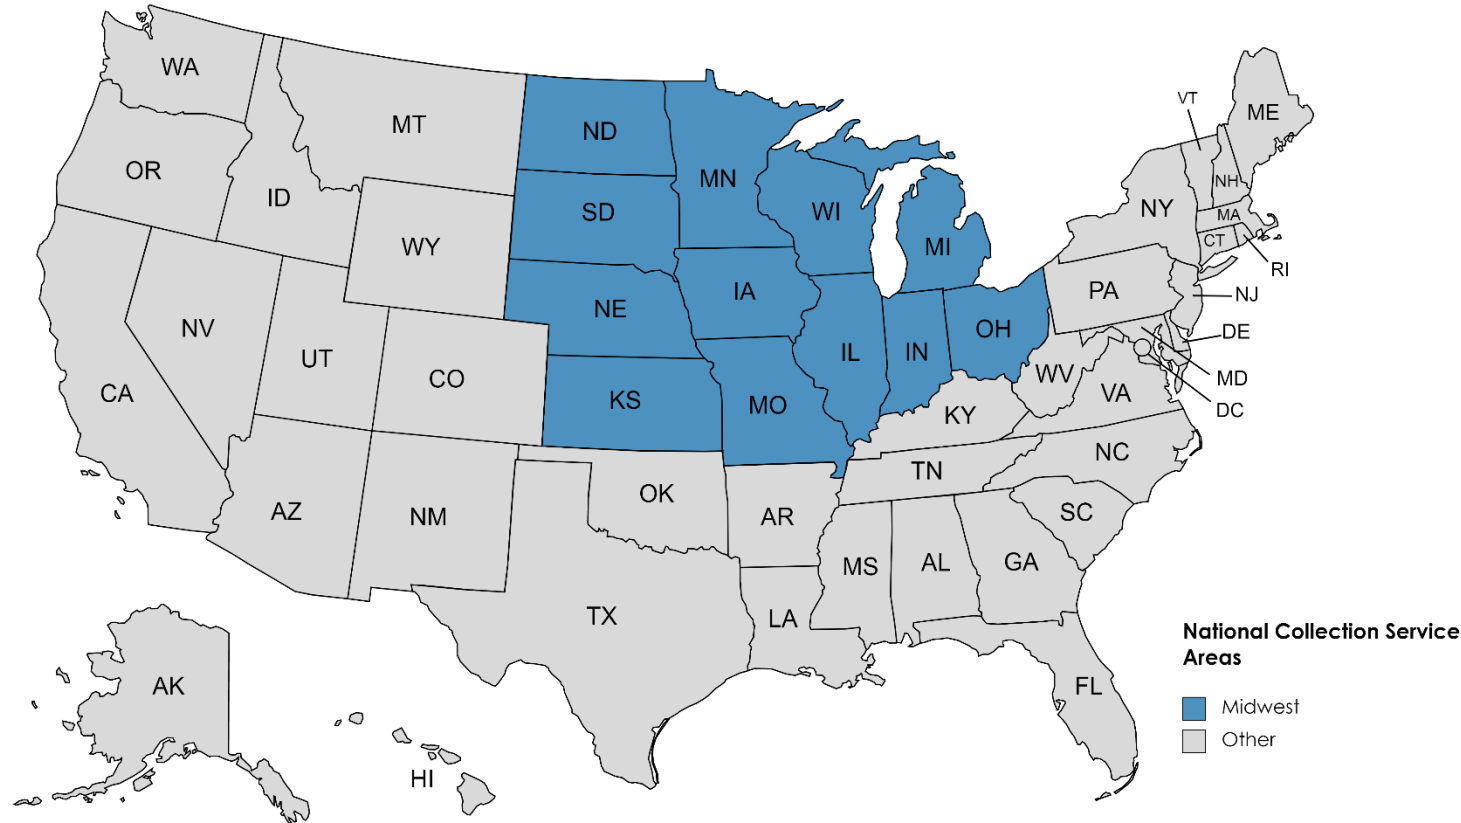 WA
MT
ND
MN
ME
VT
OR
ID
SD
WI
NH
NY
MA
WY
MI
CT
RI
IA
PA
NE
NJ
NV
OH
DE
UT
IL
IN
CO
WV
MD
CA
KS
MO
VA
DC
KY
NC
TN
OK
AZ
NM
AR
SC
MS
AL
GA
TX
LA
National Collection Service
Areas
AK
FL
Midwest
Other
HI